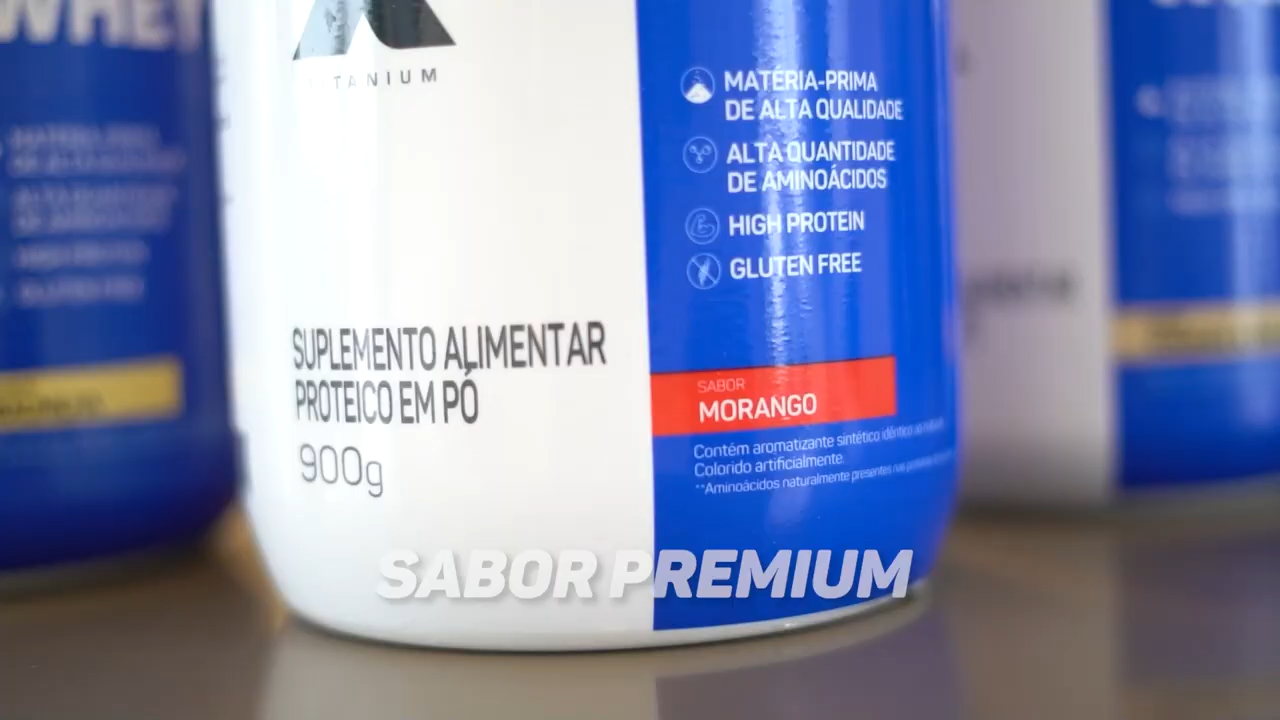 WHEY
TANIUM
MATÉRIA-PRIMA
DE ALTA QUALIDADE
ALTA QUANTIDADE
DE AMINOÁCIDOS
HIGH PROTEIN
GLUTEN FREE
SUPLEMENTO ALIMENTAR
PROTEICO EM PÓ
900g
SABOR
MORANGO
Contém aromatizante sintético idêntico ao
Colorido artificialmente.
**Aminoácidos naturalmente presentes nas
SABOR PREMIUM